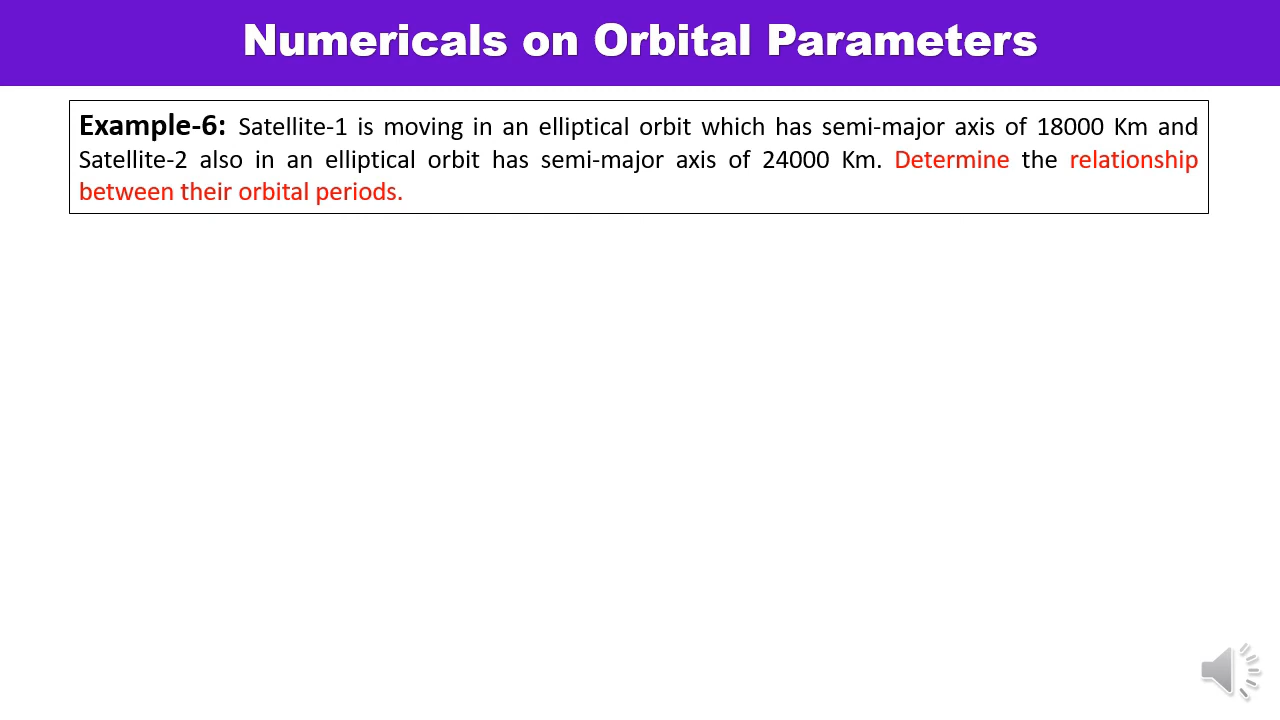 Numericals on Orbital Parameters
Example-6: Satellite-1 is moving in an elliptical orbit which has semi-major axis of 18000 Km and
Satellite-2 also in an elliptical orbit has semi-major axis of 24000 Km. Determine the relationship
between their orbital periods.